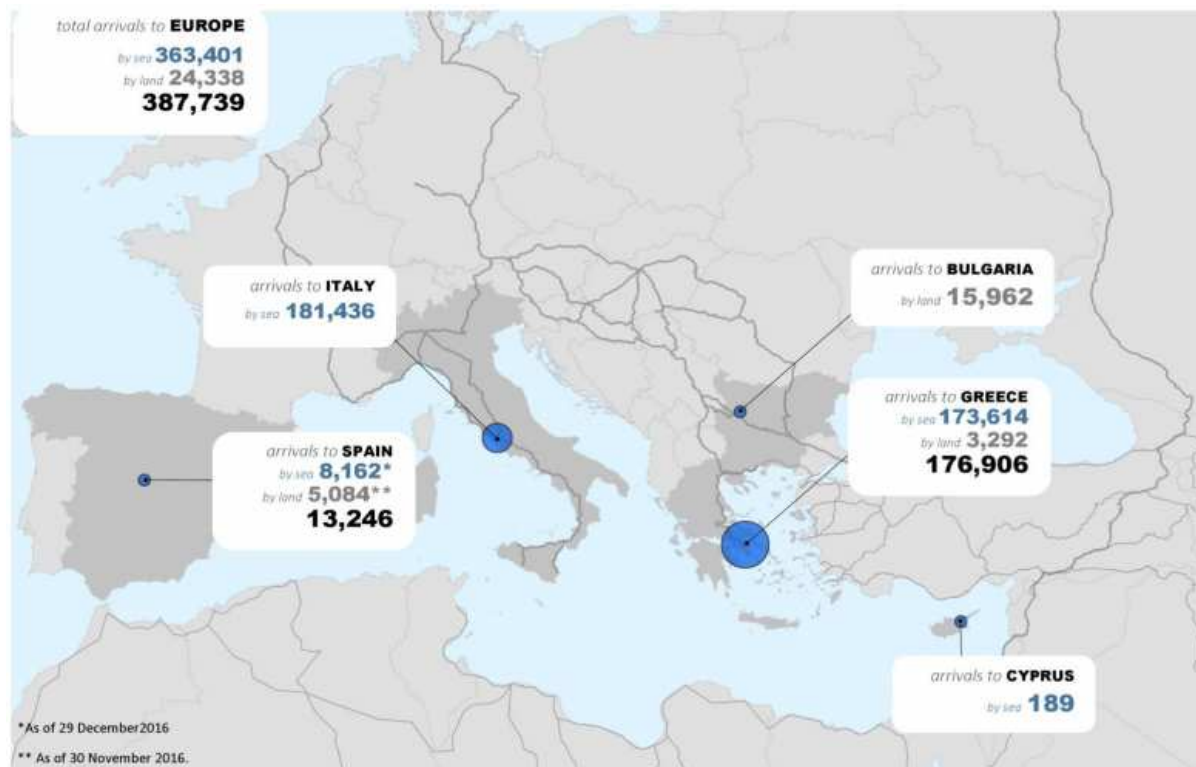 total arrivals to EUROPE
by sea 363,401
by land 24,338
387,739
arrivals to ITALY
by sea 181,436
arrivals to BULGARIA
by land 15,962
arrivals to GREECE
by sea 173,614
by land 3,292
176,906
arrivals to SPAIN
by sea 8,162*
by land 5,084**
13,246
arrivals to CYPRUS
by sea 189
*As of 29 December2016
** As of 30 November 2016.